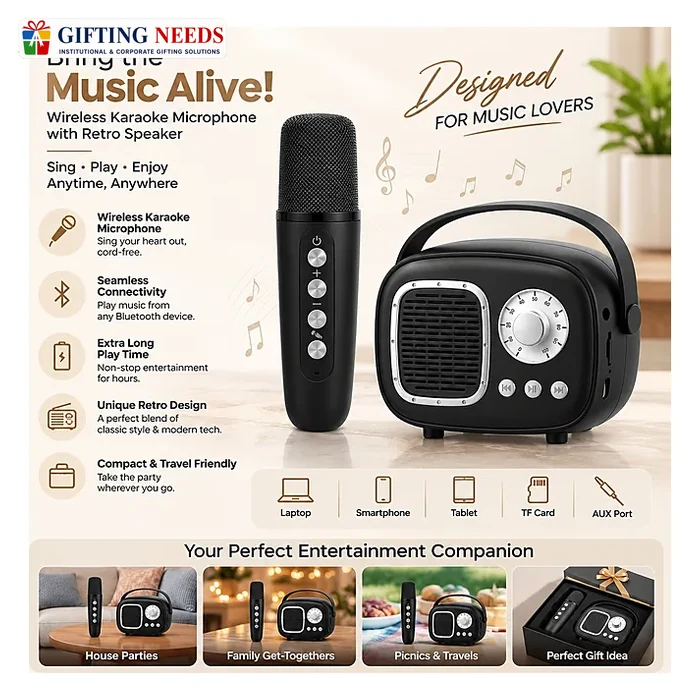 GIFTING NEEDS
INSTITUTIONAL & CORPORATE GIFTING SOLUTIONS
Bring the
Music Alive!
Wireless Karaoke Microphone
with Retro Speaker
Sing • Play • Enjoy
Anytime, Anywhere
Designed
FOR MUSIC LOVERS
Wireless Karaoke
Microphone
Sing your heart out,
cord-free.
Seamless
Connectivity
Play music from
any Bluetooth device.
Extra Long
Play Time
Non-stop entertainment
for hours.
Unique Retro Design
A perfect blend of
classic style & modern tech.
Compact & Travel Friendly
Take the party
wherever you go.
Laptop
Smartphone
Tablet
TF Card
AUX Port
Your Perfect Entertainment Companion
House Parties
Family Get-Togethers
Picnics & Travels
Perfect Gift Idea